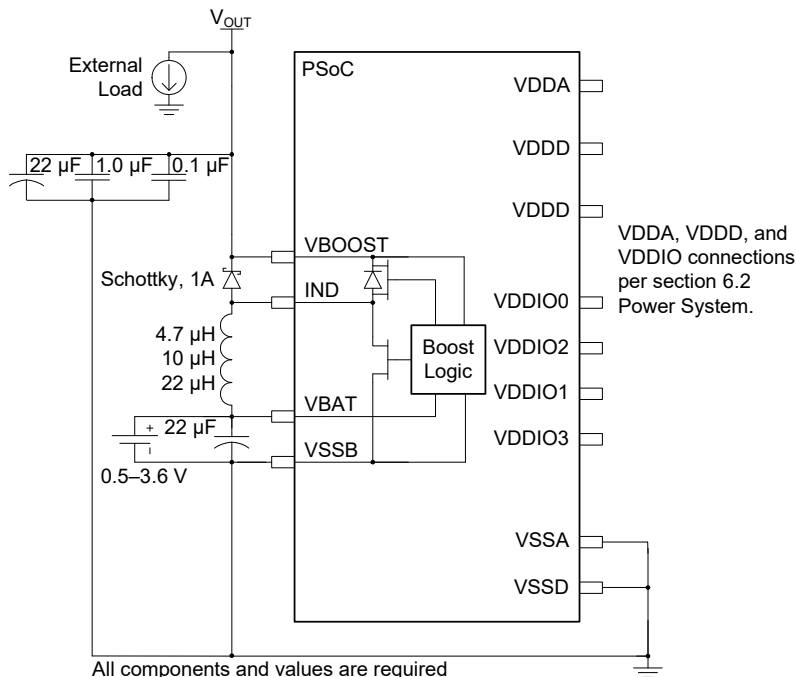 VOUT
External
Load
PSoC
VDDA
VDDD
22 µF 1.0 µF 0.1 µF
VDDD
VDDA, VDDD, and
VDDIO connections
per section 6.2
Power System.
VBOOST
Schottky, 1A
IND
VDDIO0
4.7 µH
10 µH
22 µH
Boost
Logic
VDDIO2
VDDIO1
VBAT
22 µF
+
-
VSSB
VDDIO3
0.5–3.6 V
VSSA
VSSD
All components and values are required